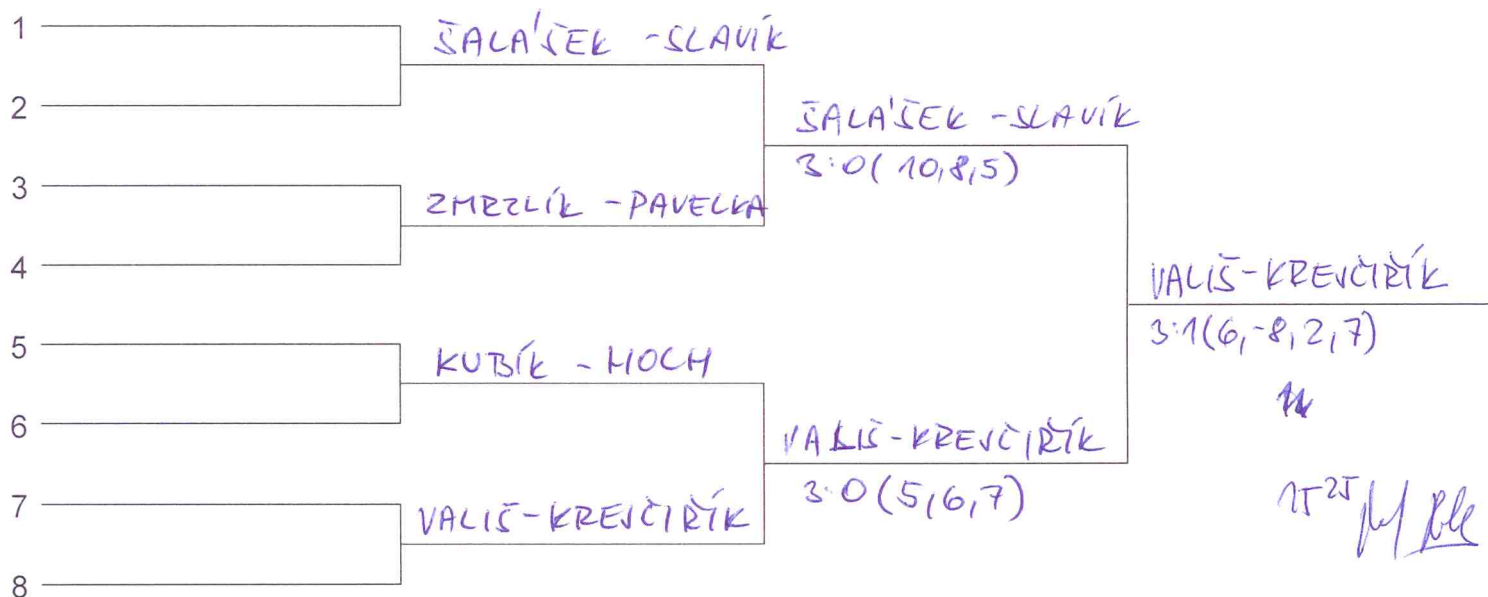 1
ŠALÁŠEK - SLAVÍK
2
ŠALÁŠEK - SLAVÍK
3:0 (10,8,5)
3
ZMRZLÍK - PAVELKA
4
VALIŠ - KREJČIŘÍK
3:1 (6,-8,2,7)
5
KUBÍK - HOCH
6
VALIŠ - KREJČIŘÍK
3:0 (5,6,7)
7
VALIŠ - KREJČIŘÍK
15 25
8